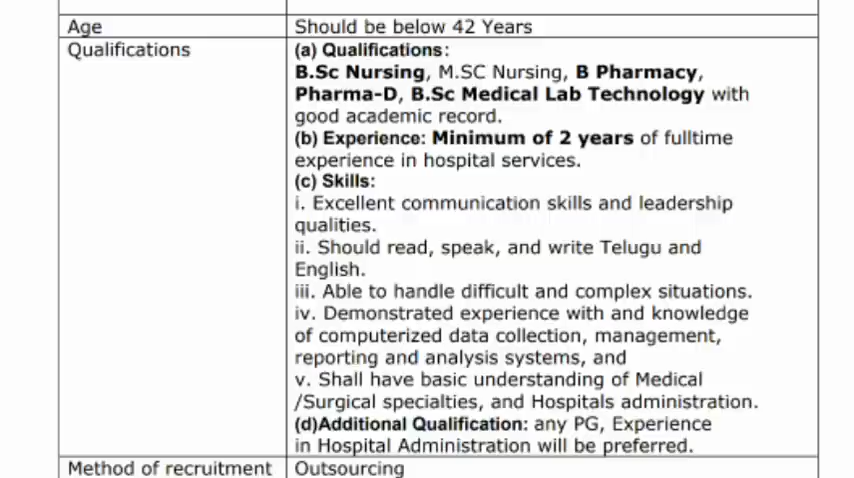 Age
Should be below 42 Years
Qualifications
(a) Qualifications:
B.Sc Nursing, M.SC Nursing, B Pharmacy,
Pharma-D, B.Sc Medical Lab Technology with
good academic record.
(b) Experience: Minimum of 2 years of fulltime
experience in hospital services.
(c) Skills:
i. Excellent communication skills and leadership
qualities.
ii. Should read, speak, and write Telugu and
English.
iii. Able to handle difficult and complex situations.
iv. Demonstrated experience with and knowledge
of computerized data collection, management,
reporting and analysis systems, and
v. Shall have basic understanding of Medical
/Surgical specialties, and Hospitals administration.
(d)Additional Qualification: any PG, Experience
in Hospital Administration will be preferred.
Method of recruitment
Outsourcing